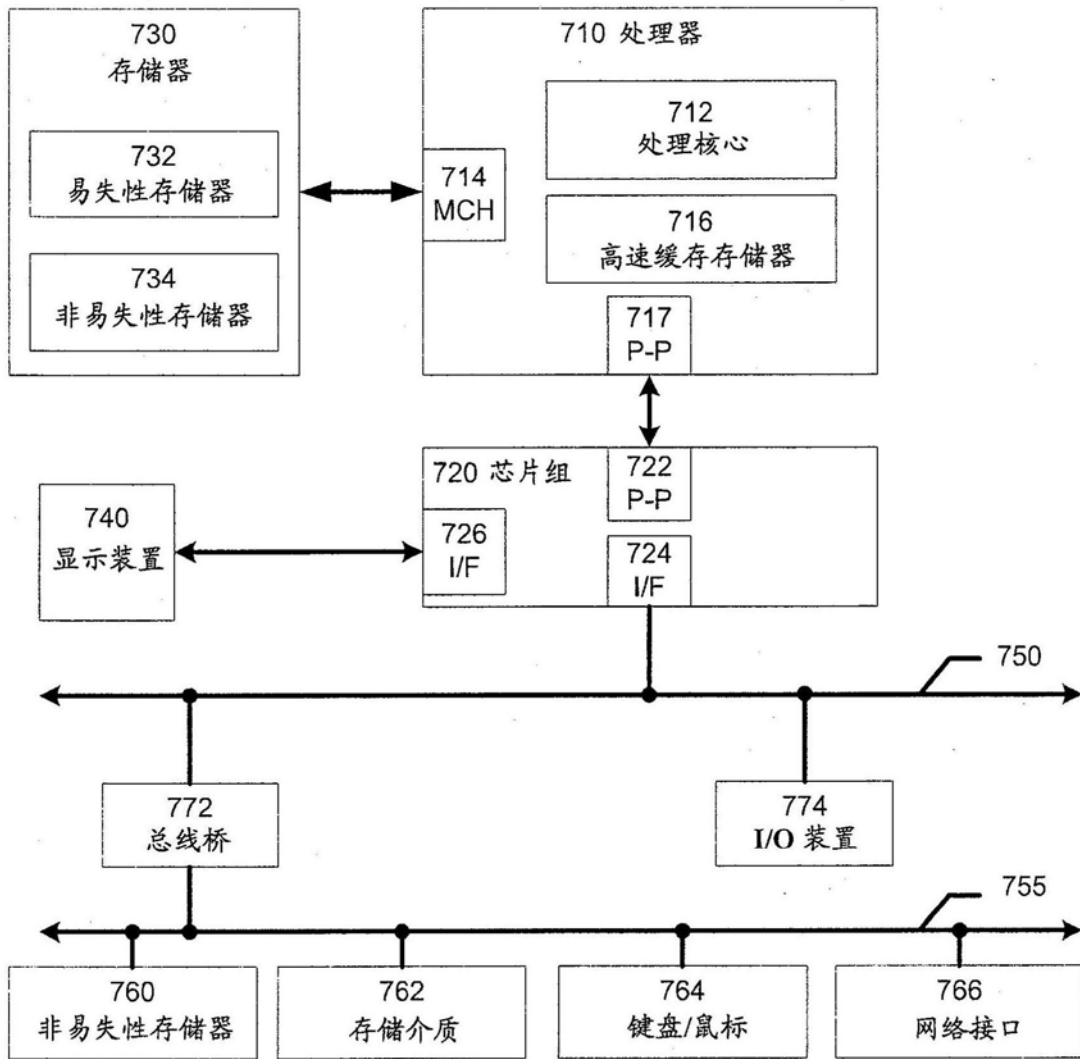 730
存储器
732
易失性存储器
734
非易失性存储器
710 处理器
712
处理核心
714
MCH
716
高速缓存存储器
717
P-P
720 芯片组
722
P-P
726
I/F
724
I/F
740
显示装置
750
772
总线桥
774
I/O 装置
755
760
非易失性存储器
762
存储介质
764
键盘/鼠标
766
网络接口